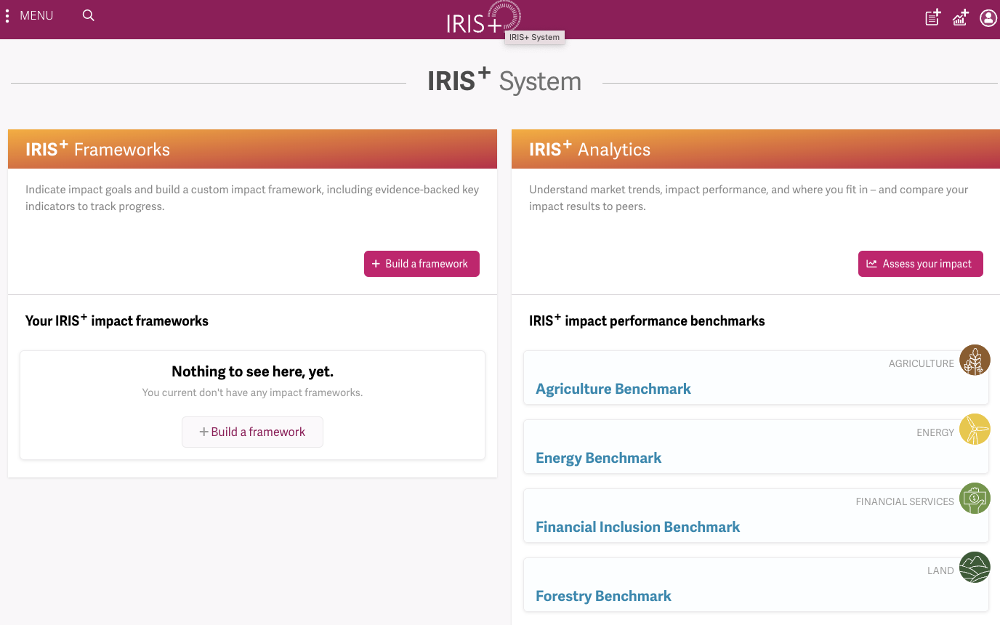 MENU
IRIS+
IRIS+ System
IRIS+ System
IRIS+ Frameworks
Indicate impact goals and build a custom impact framework, including evidence-backed key
indicators to track progress.
+ Build a framework
Your IRIS+ impact frameworks
Nothing to see here, yet.
You current don't have any impact frameworks.
+ Build a framework
IRIS+ Analytics
Understand market trends, impact performance, and where you fit in – and compare your
impact results to peers.
Assess your impact
IRIS+ impact performance benchmarks
AGRICULTURE
Agriculture Benchmark
ENERGY
Energy Benchmark
FINANCIAL SERVICES
$
Financial Inclusion Benchmark
LAND
Forestry Benchmark